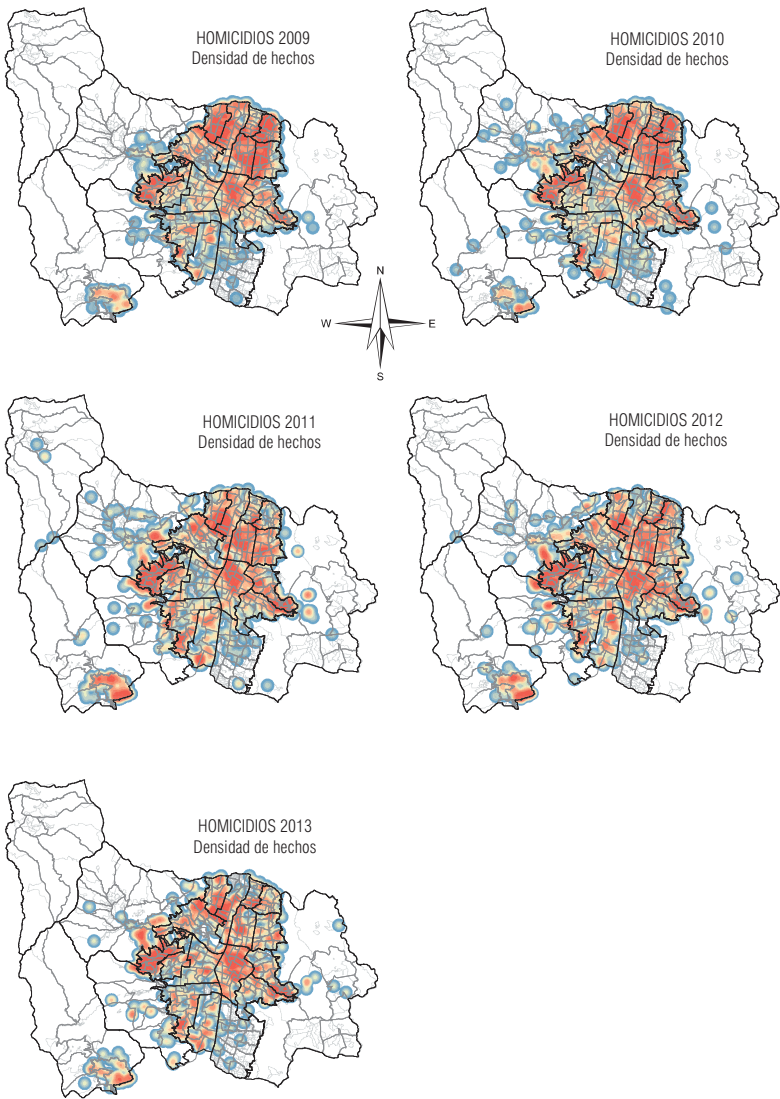 HOMICIDIOS 2009
Densidad de hechos
HOMICIDIOS 2010
Densidad de hechos
N
W
E
S
HOMICIDIOS 2011
Densidad de hechos
HOMICIDIOS 2012
Densidad de hechos
HOMICIDIOS 2013
Densidad de hechos